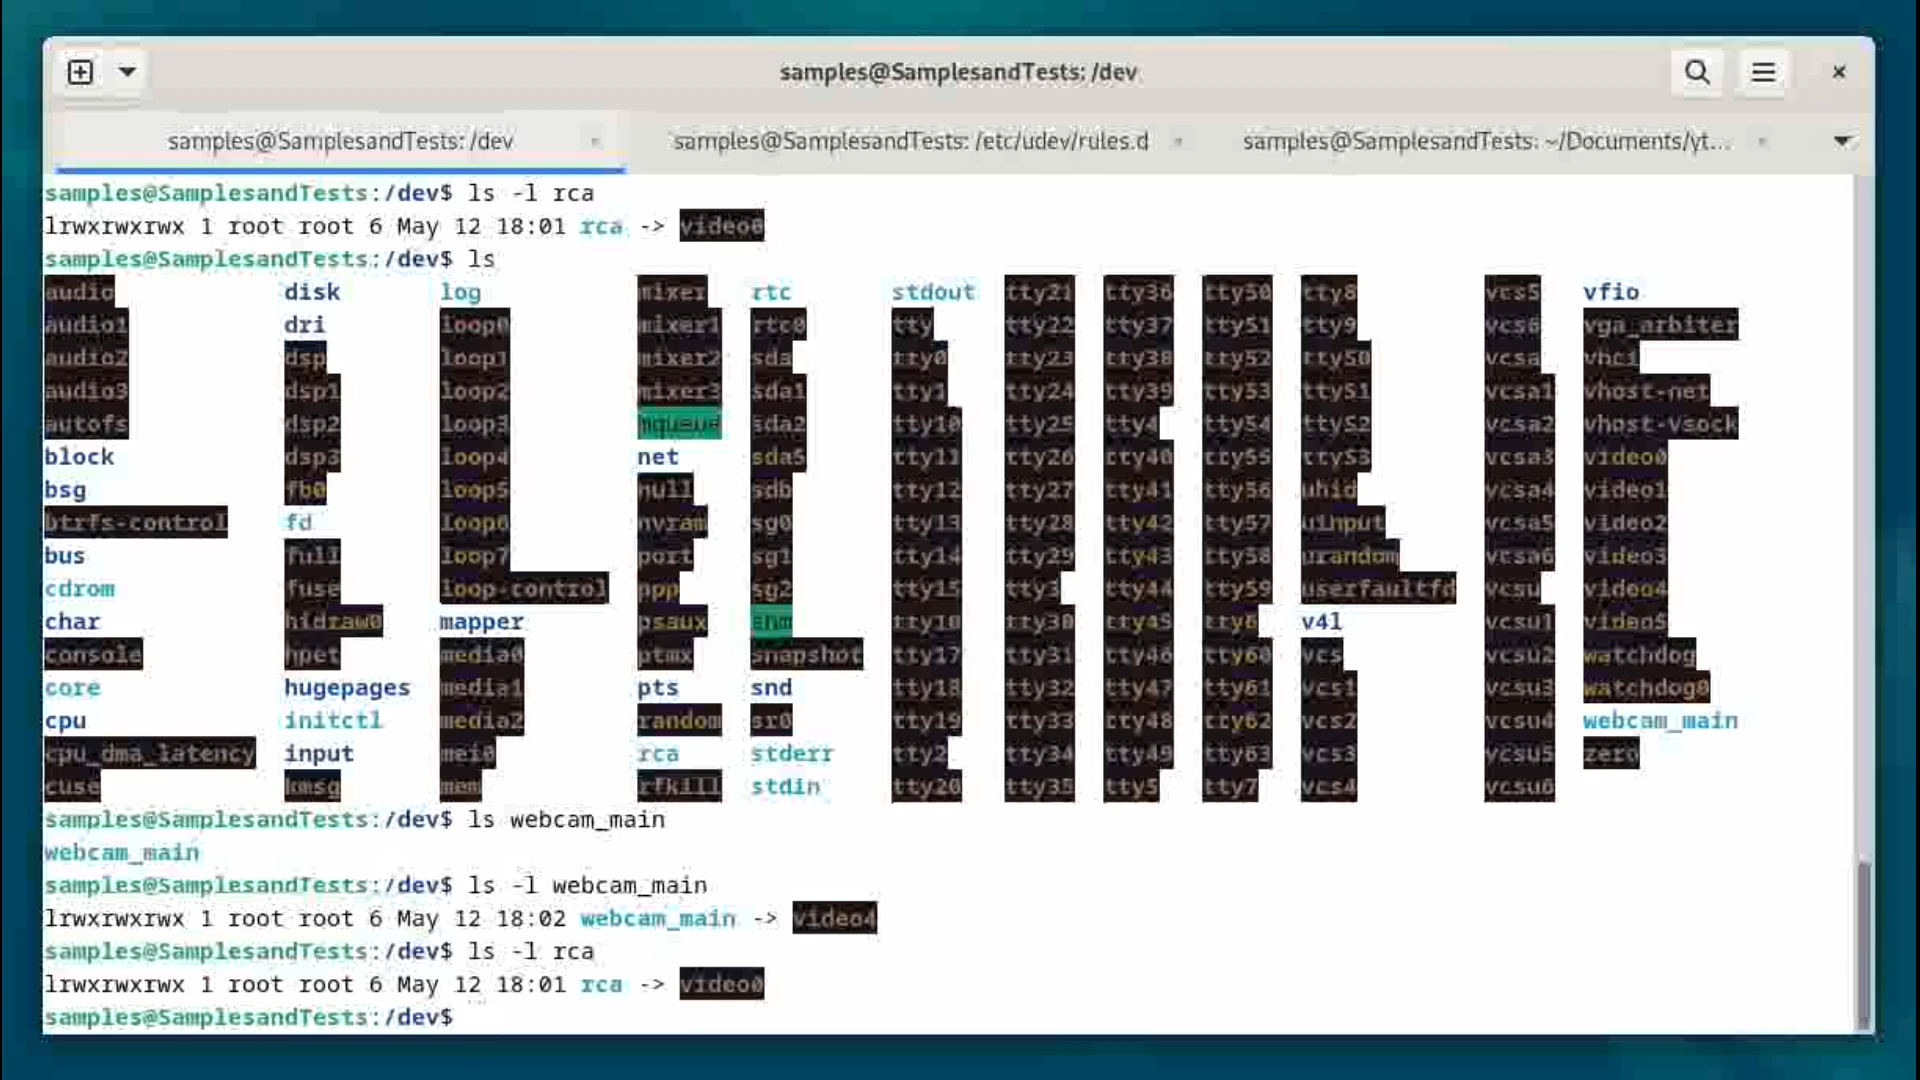 samples@SamplesandTests: /dev
samples@SamplesandTests: /dev
samples@SamplesandTests: /etc/udev/rules.d
samples@SamplesandTests: ~/Documents/yt...
samples@SamplesandTests:/dev$ ls -l rca
lrwxrwxrwx 1 root root 6 May 12 18:01 rca -> video0
samples@SamplesandTests:/dev$ ls
audio disk log mixer rtc stdout tty21 tty36 tty50 tty8 vcs5 vfio
audio1 dri loop0 mixer1 rtc0 tty tty22 tty37 tty51 tty9 vcs6 vga_arbiter
audio2 dsp loop1 mixer2 sda tty0 tty23 tty38 tty52 ttyS0 vcsa vhci
audio3 dsp1 loop2 mixer3 sda1 tty1 tty24 tty39 tty53 ttyS1 vcsa1 vhost-net
autofs dsp2 loop3 mqueue sda2 tty10 tty25 tty4 tty54 ttyS2 vcsa2 vhost-vsock
block dsp3 loop4 net sda5 tty11 tty26 tty40 tty55 ttyS3 vcsa3 video0
bsg fb0 loop5 null sdb tty12 tty27 tty41 tty56 uhid vcsa4 video1
btrfs-control fd loop6 nvram sg0 tty13 tty28 tty42 tty57 uinput vcsa5 video2
bus full loop7 port sg1 tty14 tty29 tty43 tty58 urandom vcsa6 video3
cdrom fuse loop-control ppp sg2 tty15 tty3 tty44 tty59 userfaultfd vcsu video4
char hidraw0 mapper psaux shm tty16 tty30 tty45 tty6 v4l vcsu1 video5
console hpet media0 ptmx snapshot tty17 tty31 tty46 tty60 vcs vcsu2 watchdog
core hugepages media1 pts snd tty18 tty32 tty47 tty61 vcs1 vcsu3 watchdog0
cpu initctl media2 random sr0 tty19 tty33 tty48 tty62 vcs2 vcsu4 webcam_main
cpu_dma_latency input mei0 rca stderr tty2 tty34 tty49 tty63 vcs3 vcsu5 zero
cuse kmsg mem rfkill stdin tty20 tty35 tty5 tty7 vcs4 vcsu6
samples@SamplesandTests:/dev$ ls webcam_main
webcam_main
samples@SamplesandTests:/dev$ ls -l webcam_main
lrwxrwxrwx 1 root root 6 May 12 18:02 webcam_main -> video4
samples@SamplesandTests:/dev$ ls -l rca
lrwxrwxrwx 1 root root 6 May 12 18:01 rca -> video0
samples@SamplesandTests:/dev$